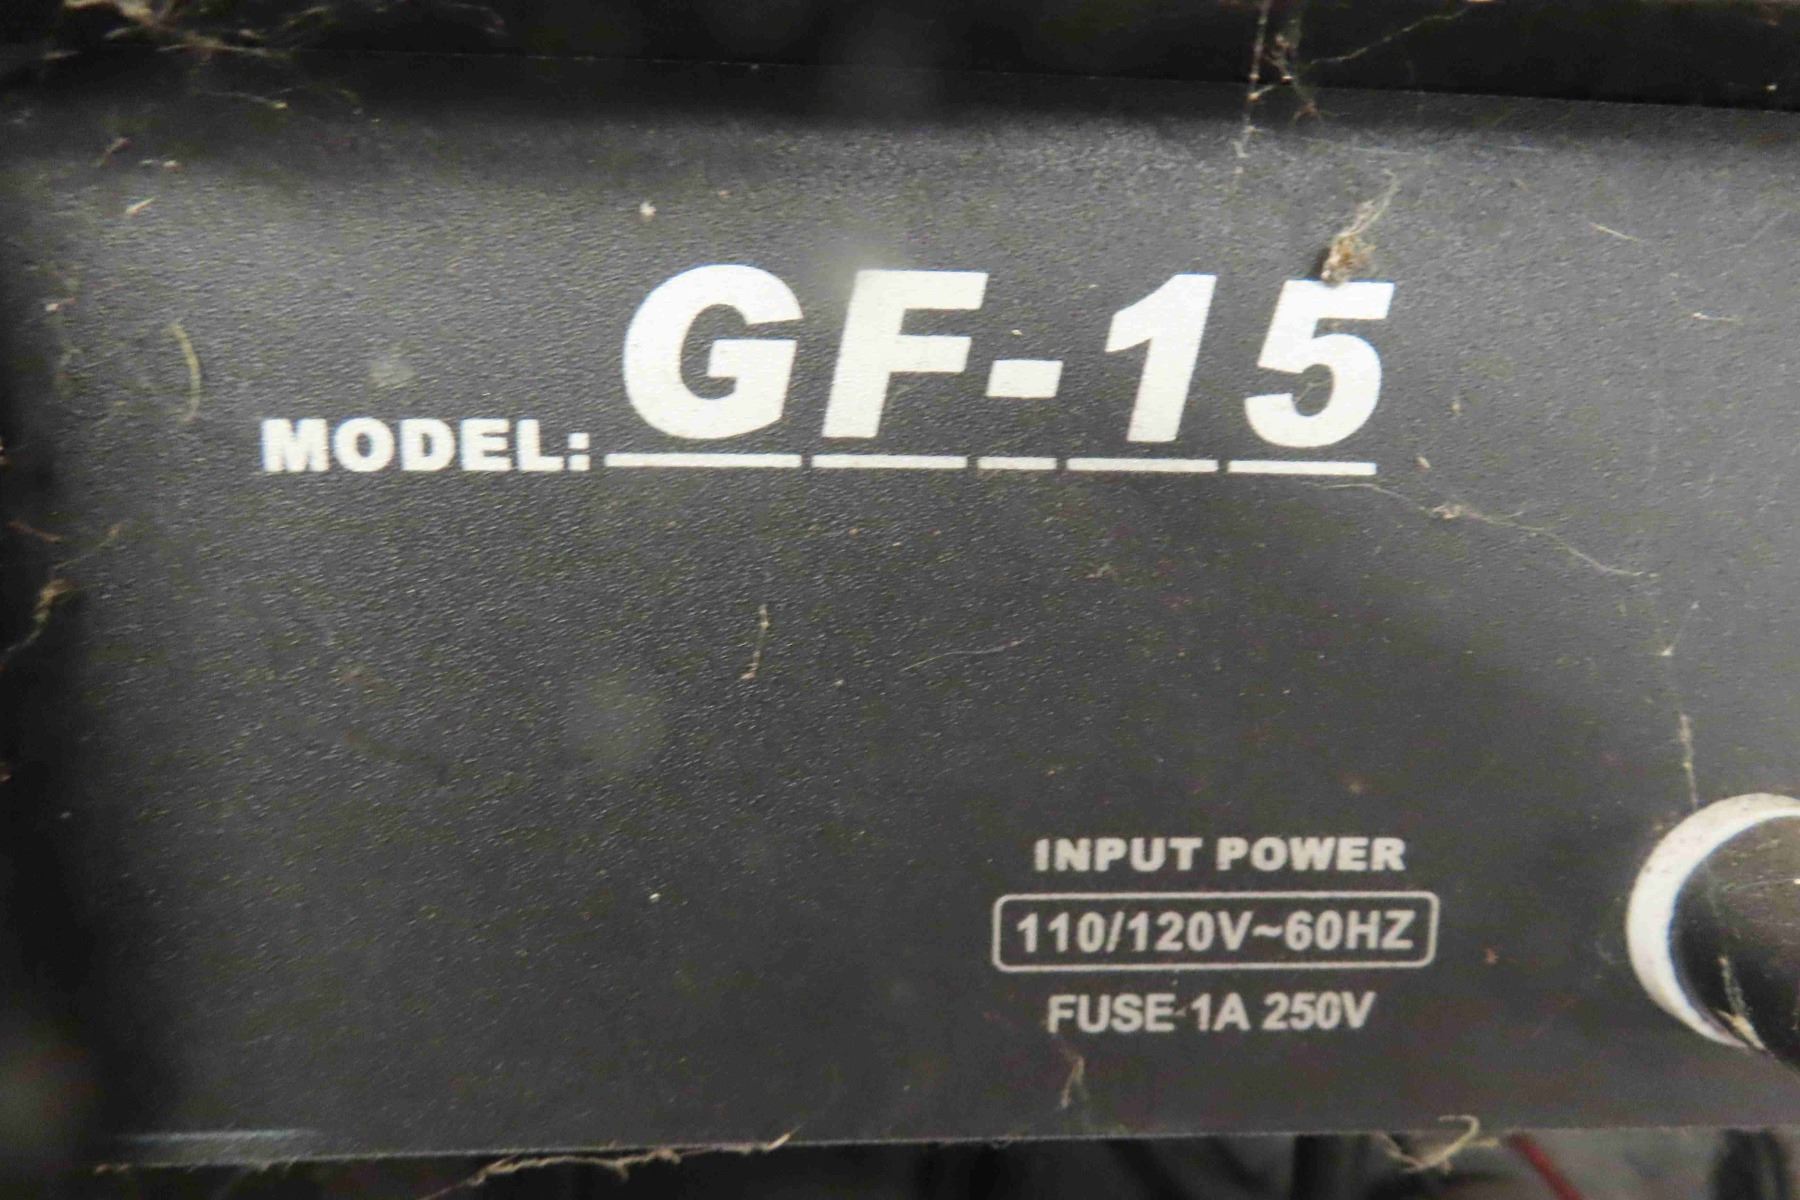 MODEL: GF-15
INPUT POWER
110/120V~60HZ
FUSE 1A 250V